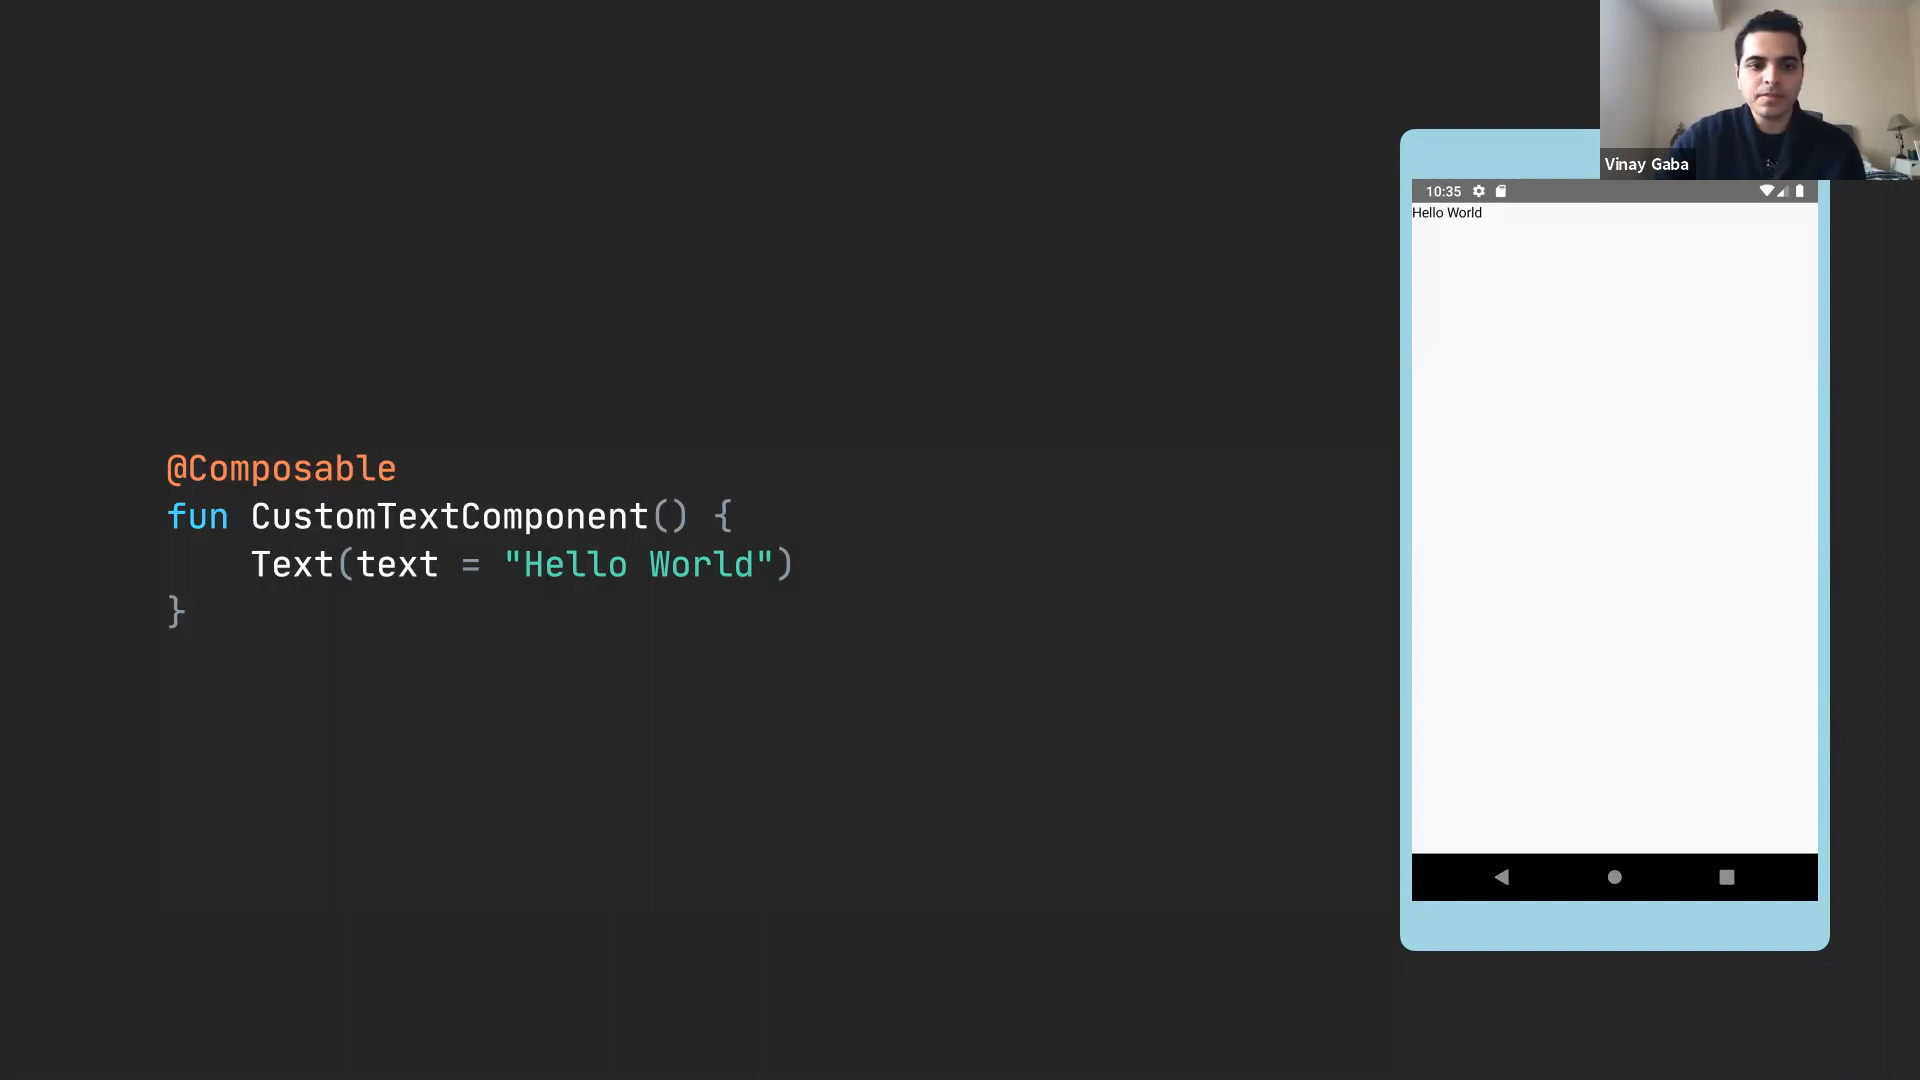 Vinay Gaba
10:35
Hello World
@Composable
fun CustomTextComponent() {
    Text(text = "Hello World")
}